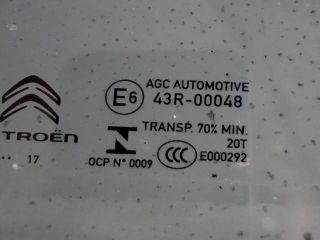 E6 AGC AUTOMOTIVE
43R-00048
TROËN
TRANSP. 70% MIN.
20T
·· 17
OCP N° 0009 CCC E000292